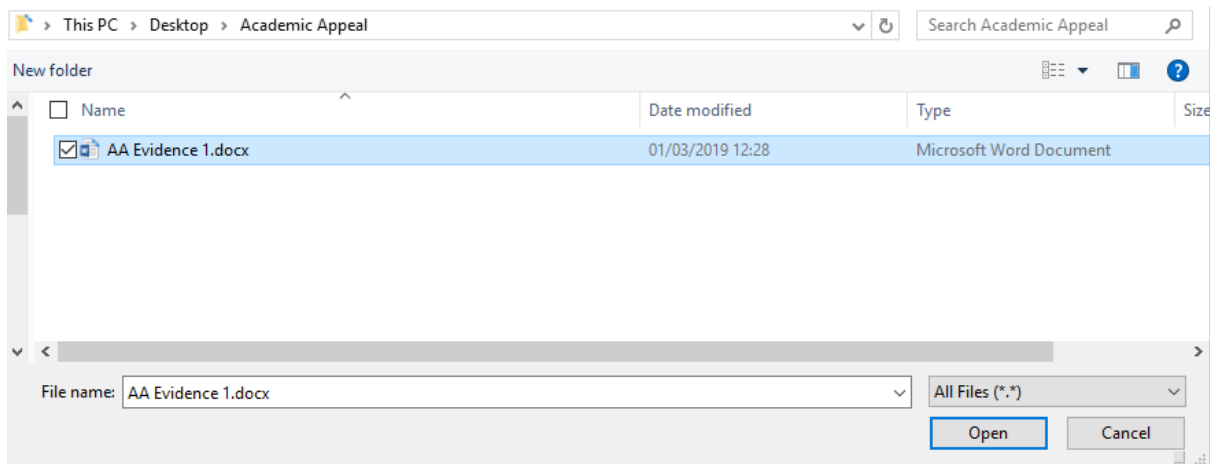 This PC > Desktop > Academic Appeal Search Academic Appeal
New folder ?
Name Date modified Type Size
AA Evidence 1.docx 01/03/2019 12:28 Microsoft Word Document
File name: AA Evidence 1.docx All Files (*.*)
Open Cancel